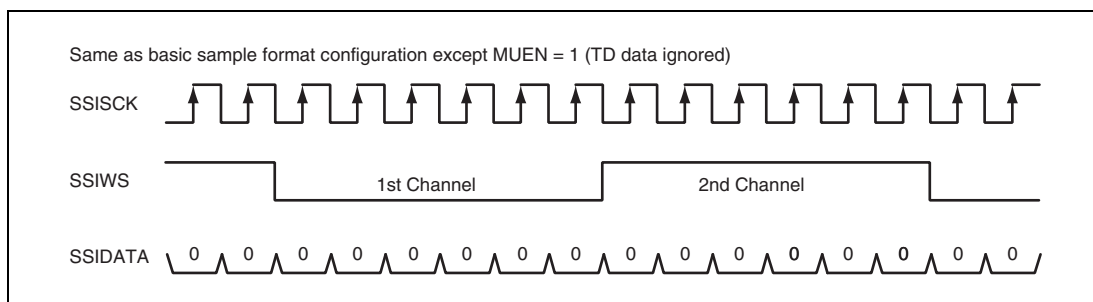 Same as basic sample format configuration except MUEN = 1 (TD data ignored)
SSISCK
SSIWS 1st Channel 2nd Channel
SSIDATA 0 0 0 0 0 0 0 0 0 0 0 0 0 0 0 0